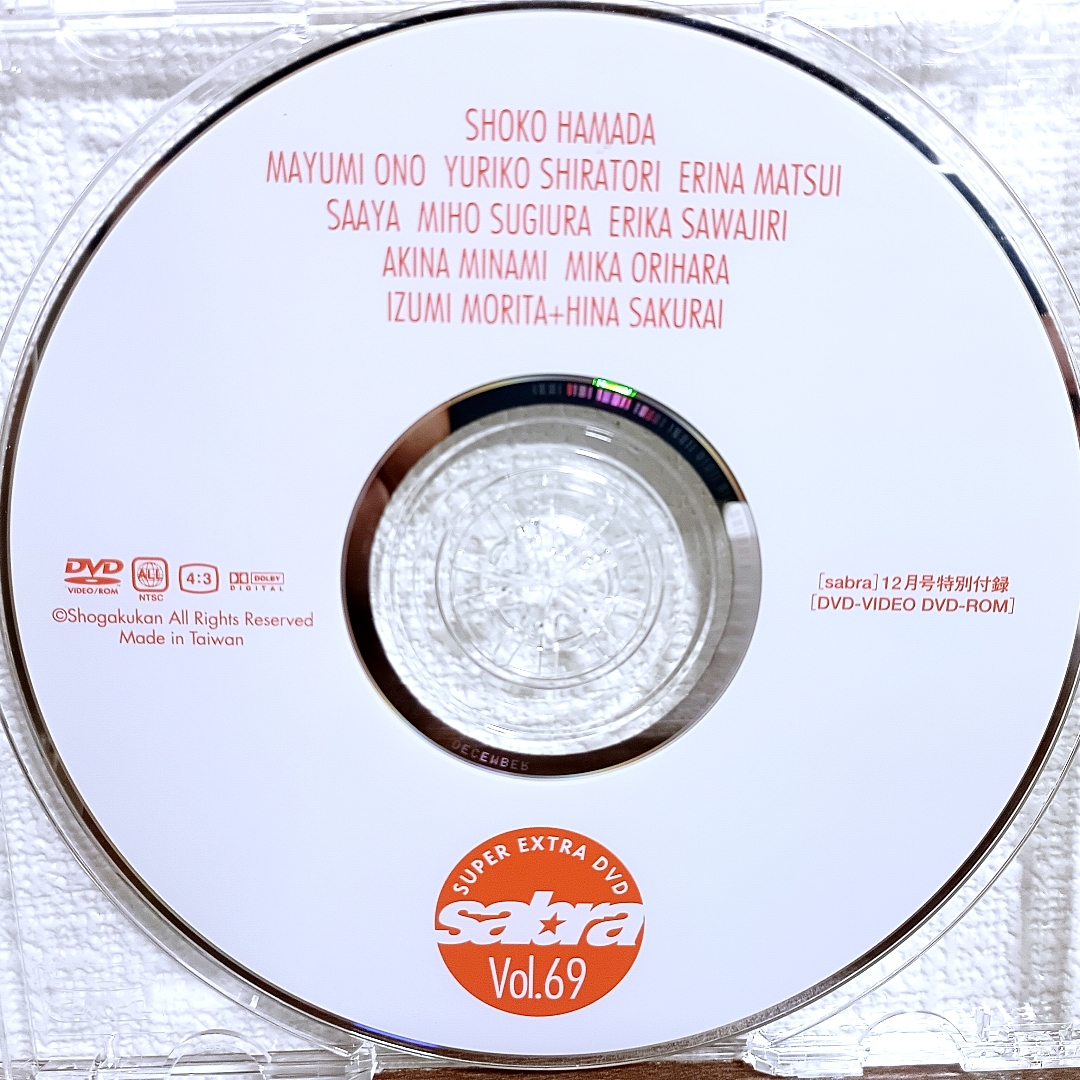 SHOKO HAMADA
MAYUMI ONO YURIKO SHIRATORI ERINA MATSUI
SAAYA MIHO SUGIURA ERIKA SAWAJIRI
AKINA MINAMI MIKA ORIHARA
IZUMI MORITA+HINA SAKURAI
DVD
VIDEO/ROM
ALL
NTSC
4:3
DOLBY
DIGITAL
©Shogakukan All Rights Reserved
Made in Taiwan
[sabra]12月号特別付録
[DVD-VIDEO DVD-ROM]
DECEMBER
SUPER EXTRA DVD
sabra
Vol.69